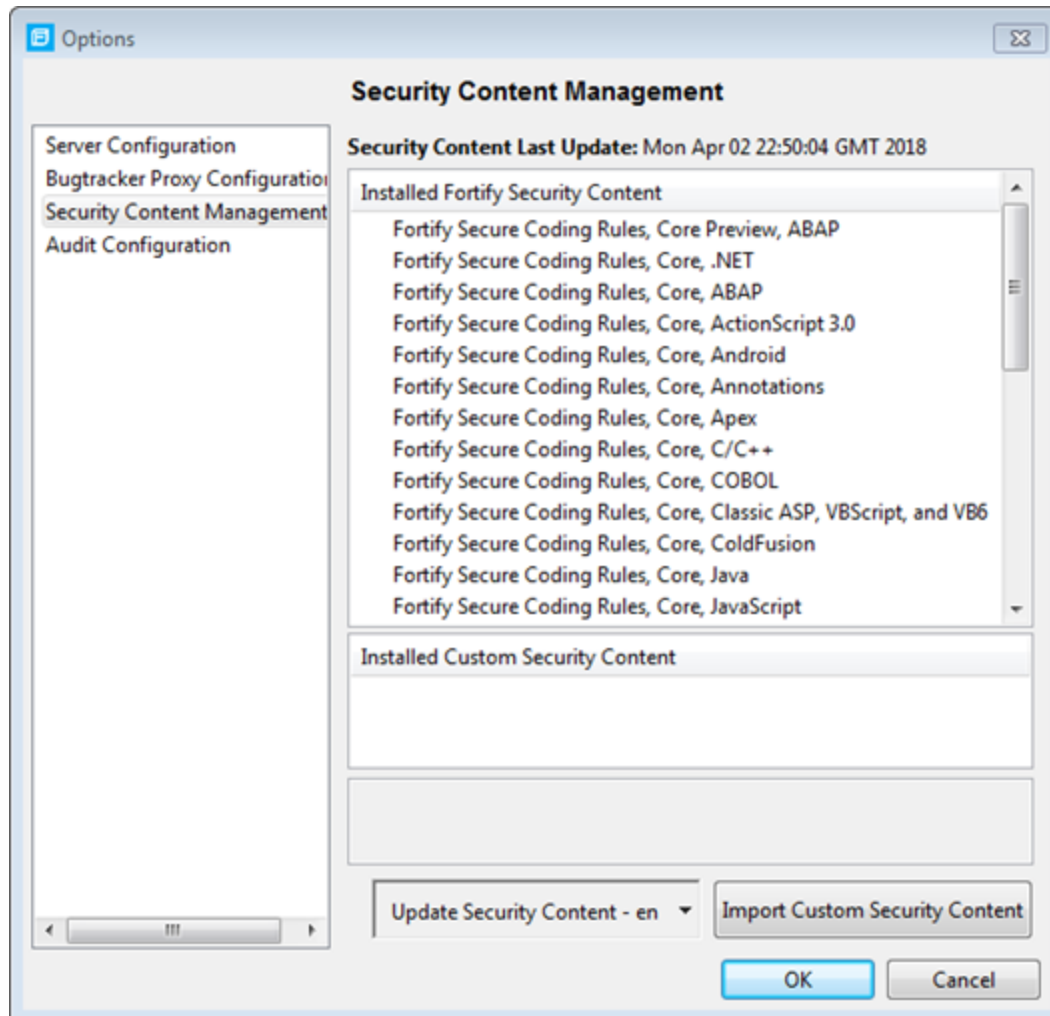 Options
Security Content Management
Server Configuration
Bugtracker Proxy Configuration
Security Content Management
Audit Configuration
Security Content Last Update: Mon Apr 02 22:50:04 GMT 2018
Installed Fortify Security Content
Fortify Secure Coding Rules, Core Preview, ABAP
Fortify Secure Coding Rules, Core, .NET
Fortify Secure Coding Rules, Core, ABAP
Fortify Secure Coding Rules, Core, ActionScript 3.0
Fortify Secure Coding Rules, Core, Android
Fortify Secure Coding Rules, Core, Annotations
Fortify Secure Coding Rules, Core, Apex
Fortify Secure Coding Rules, Core, C/C++
Fortify Secure Coding Rules, Core, COBOL
Fortify Secure Coding Rules, Core, Classic ASP, VBScript, and VB6
Fortify Secure Coding Rules, Core, ColdFusion
Fortify Secure Coding Rules, Core, Java
Fortify Secure Coding Rules, Core, JavaScript
Installed Custom Security Content
Update Security Content - en
Import Custom Security Content
OK
Cancel